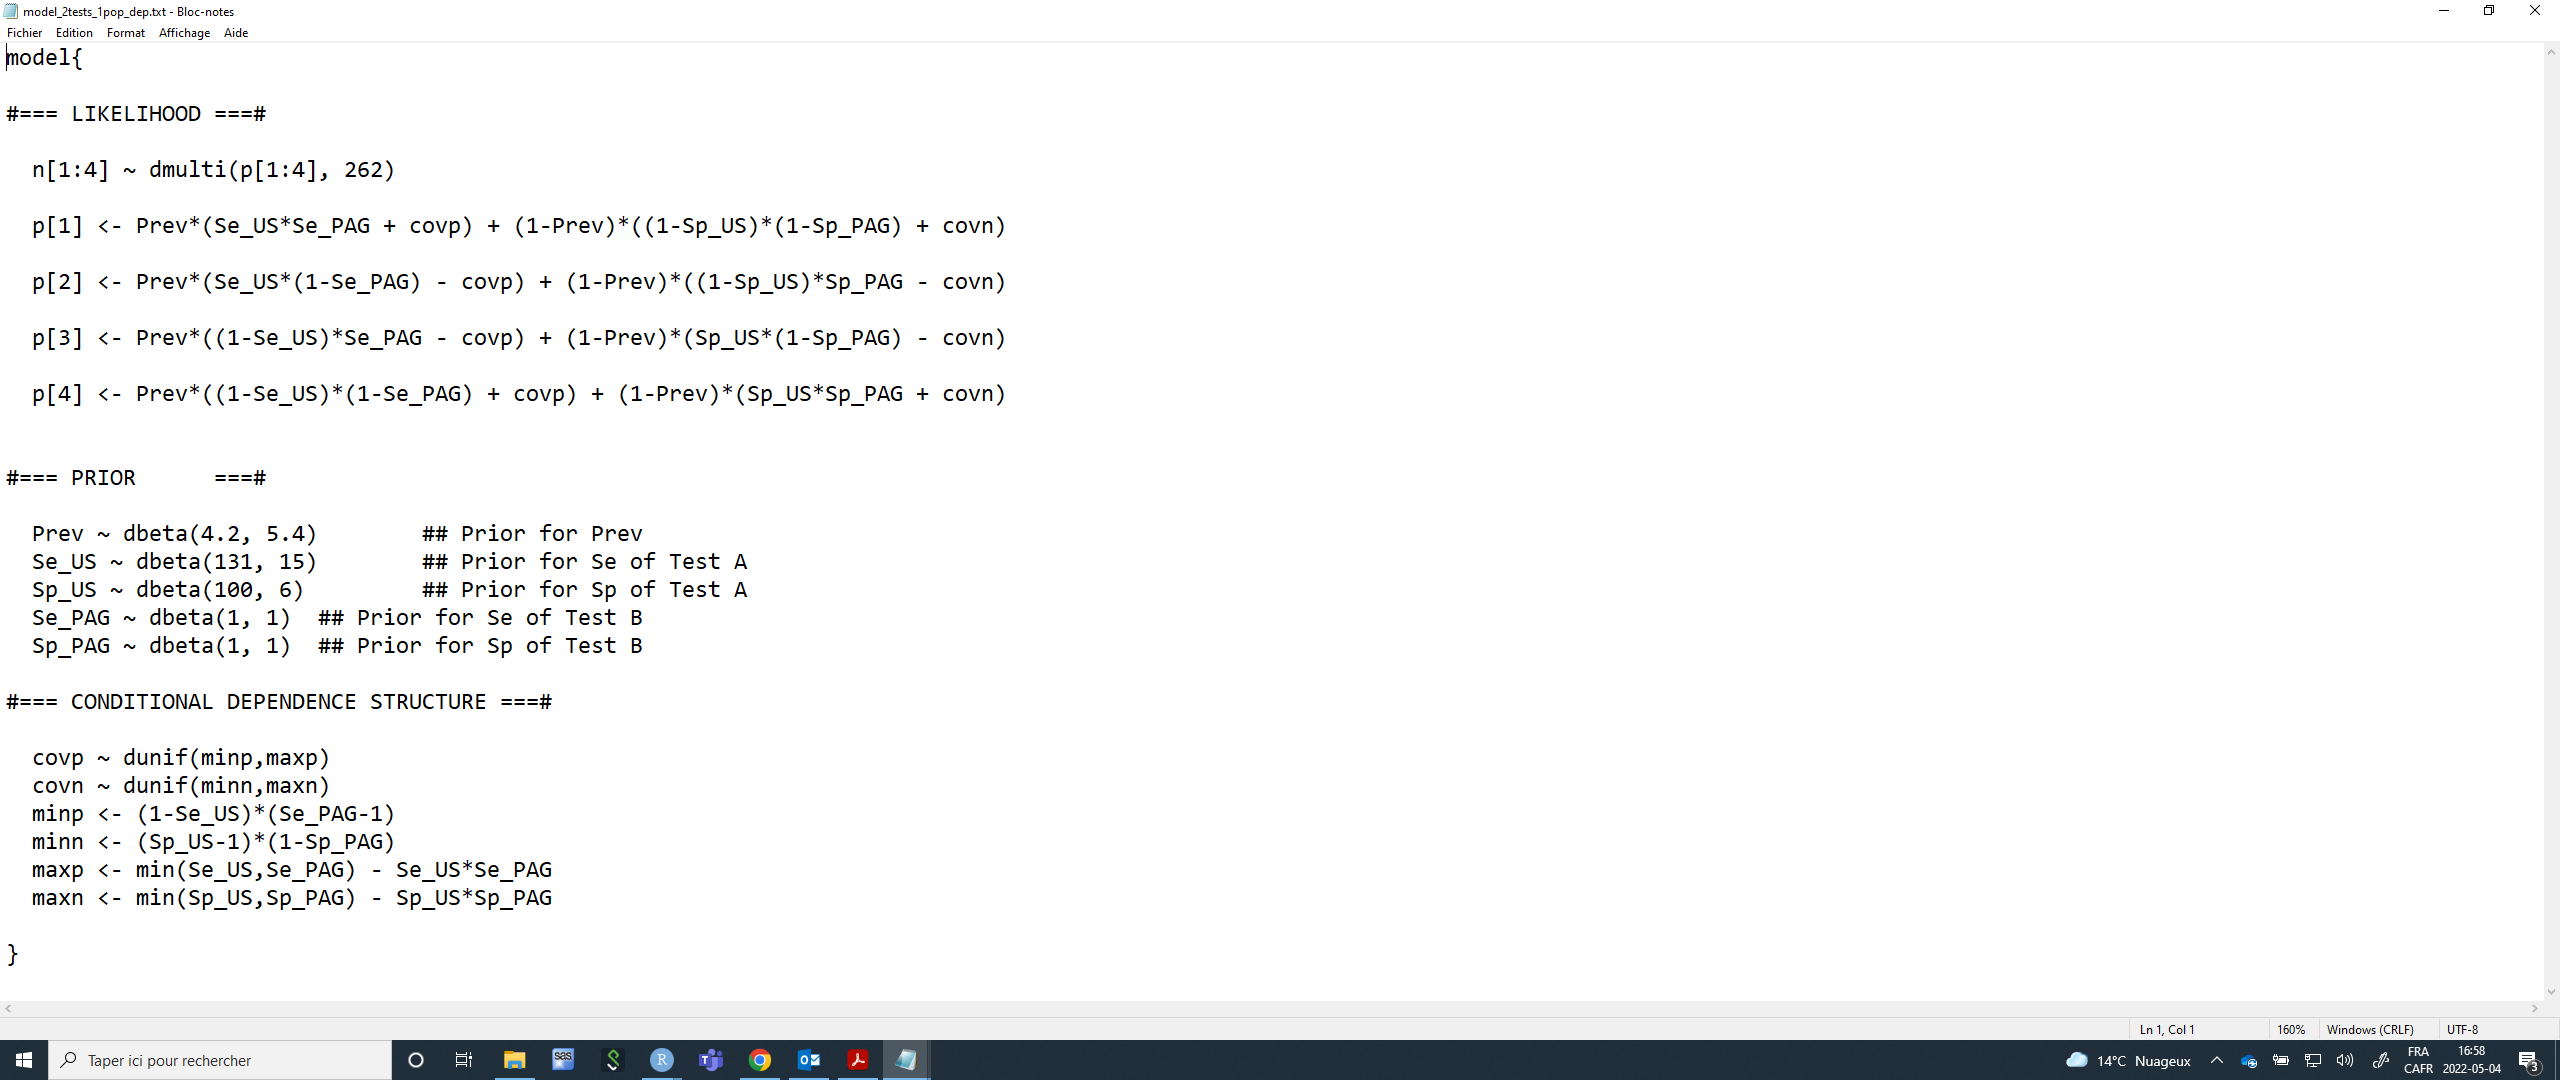 model_2tests_1pop_dep.txt - Bloc-notes
Fichier Edition Format Affichage Aide
model{
#=== LIKELIHOOD ===#
n[1:4] ~ dmulti(p[1:4], 262)
p[1] <- Prev*(Se_US*Se_PAG + covp) + (1-Prev)*((1-Sp_US)*(1-Sp_PAG) + covn)
p[2] <- Prev*(Se_US*(1-Se_PAG) - covp) + (1-Prev)*((1-Sp_US)*Sp_PAG - covn)
p[3] <- Prev*((1-Se_US)*Se_PAG - covp) + (1-Prev)*(Sp_US*(1-Sp_PAG) - covn)
p[4] <- Prev*((1-Se_US)*(1-Se_PAG) + covp) + (1-Prev)*(Sp_US*Sp_PAG + covn)
#=== PRIOR      ===#
Prev ~ dbeta(4.2, 5.4)        ## Prior for Prev
Se_US ~ dbeta(131, 15)        ## Prior for Se of Test A
Sp_US ~ dbeta(100, 6)         ## Prior for Sp of Test A
Se_PAG ~ dbeta(1, 1)  ## Prior for Se of Test B
Sp_PAG ~ dbeta(1, 1)  ## Prior for Sp of Test B
#=== CONDITIONAL DEPENDENCE STRUCTURE ===#
covp ~ dunif(minp,maxp)
covn ~ dunif(minn,maxn)
minp <- (1-Se_US)*(Se_PAG-1)
minn <- (Sp_US-1)*(1-Sp_PAG)
maxp <- min(Se_US,Se_PAG) - Se_US*Se_PAG
maxn <- min(Sp_US,Sp_PAG) - Sp_US*Sp_PAG
}
Ln 1, Col 1 160% Windows (CRLF) UTF-8
Taper ici pour rechercher
sas
R
14°C Nuageux
FRA 16:58
CAFR 2022-05-04
3